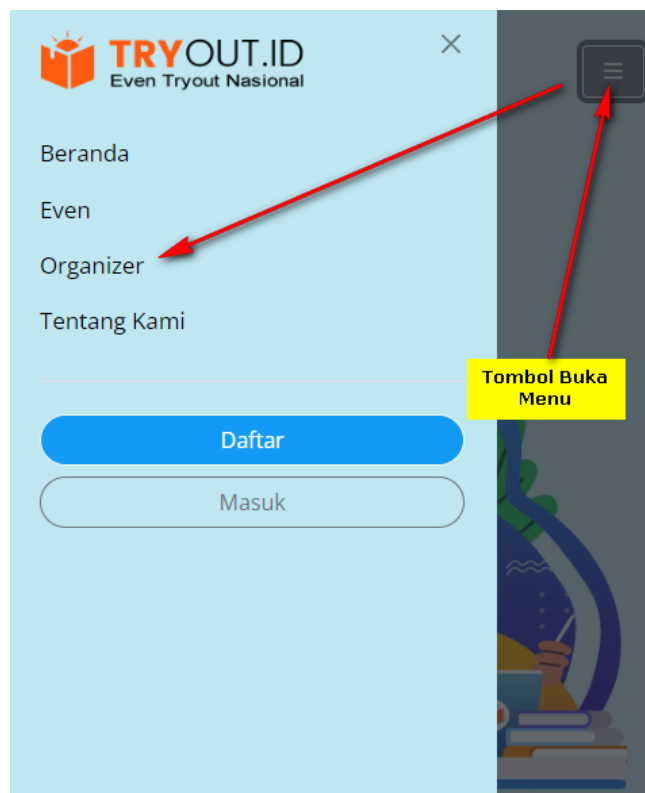 TRYOUT.ID
Even Tryout Nasional
Beranda
Even
Organizer
Tentang Kami
Tombol Buka
Menu
Daftar
Masuk